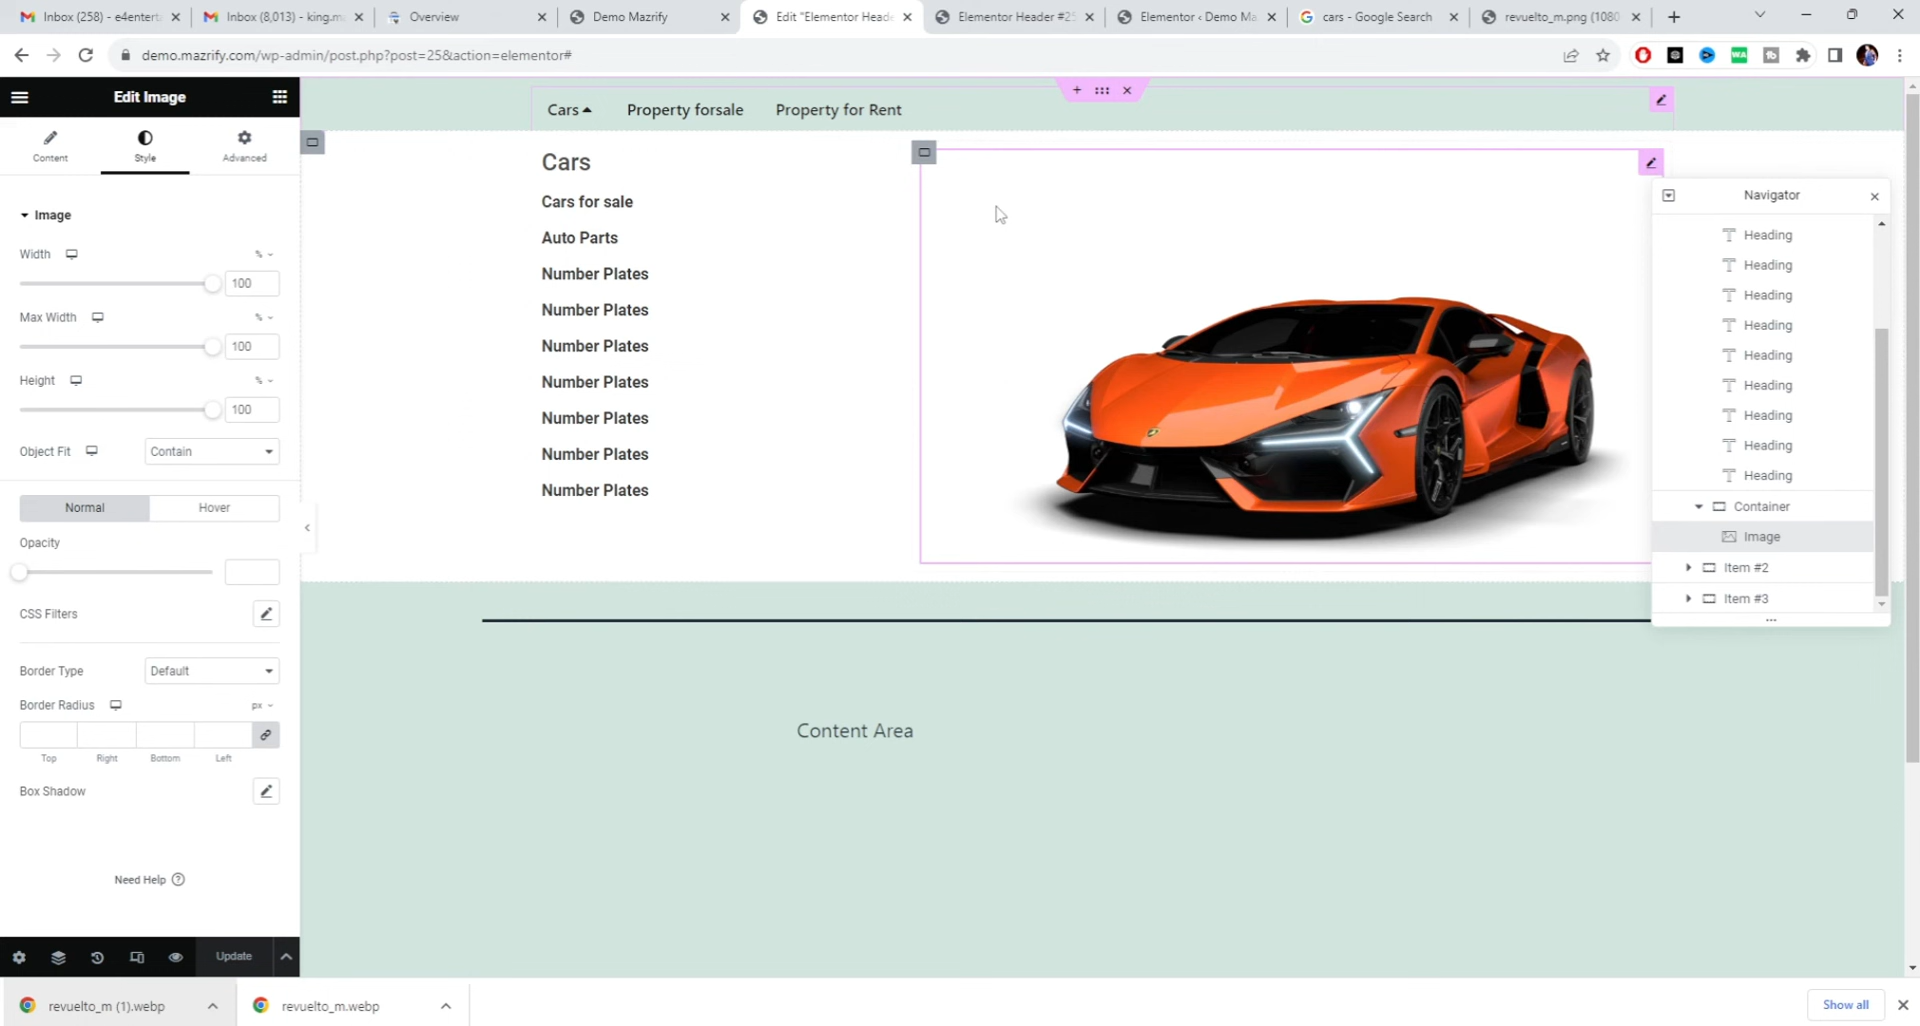 Inbox (258) - e4entert
Inbox (8,013) - king.m
Overview
Demo Mazrify
Edit "Elementor Head
Elementor Header #25
Elementor ‹ Demo Ma
cars - Google Search
revuelto_m.png (1080
demo.mazrify.com/wp-admin/post.php?post=25&action=elementor#
Edit Image
Content
Style
Advanced
Image
Width
%
100
Max Width
%
100
Height
%
100
Object Fit
Contain
Normal
Hover
Opacity
CSS Filters
Border Type
Default
Border Radius
px
Top
Right
Bottom
Left
Box Shadow
Need Help
Update
Cars
Property forsale
Property for Rent
Cars
Cars for sale
Auto Parts
Number Plates
Number Plates
Number Plates
Number Plates
Number Plates
Number Plates
Number Plates
Content Area
Navigator
Heading
Heading
Heading
Heading
Heading
Heading
Heading
Heading
Heading
Container
Image
Item #2
Item #3
revuelto_m (1).webp
revuelto_m.webp
Show all